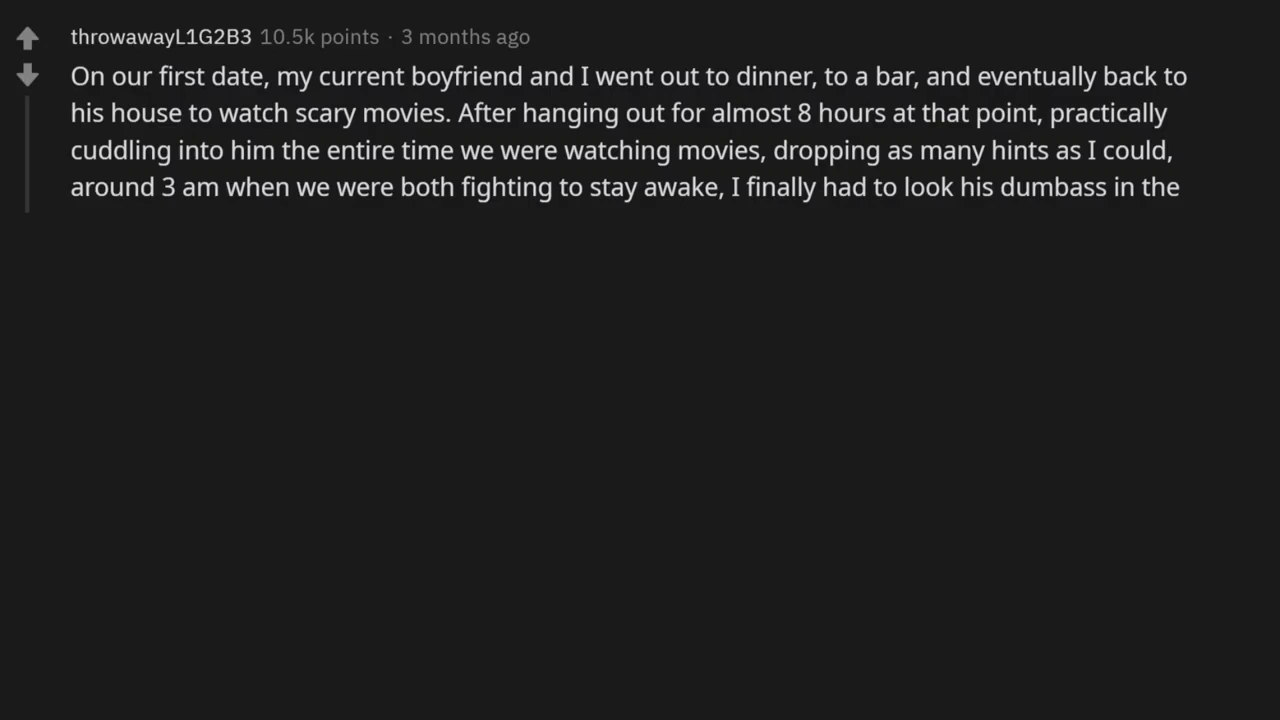 throwawayL1G2B3 10.5k points · 3 months ago
On our first date, my current boyfriend and I went out to dinner, to a bar, and eventually back to
his house to watch scary movies. After hanging out for almost 8 hours at that point, practically
cuddling into him the entire time we were watching movies, dropping as many hints as I could,
around 3 am when we were both fighting to stay awake, I finally had to look his dumbass in the